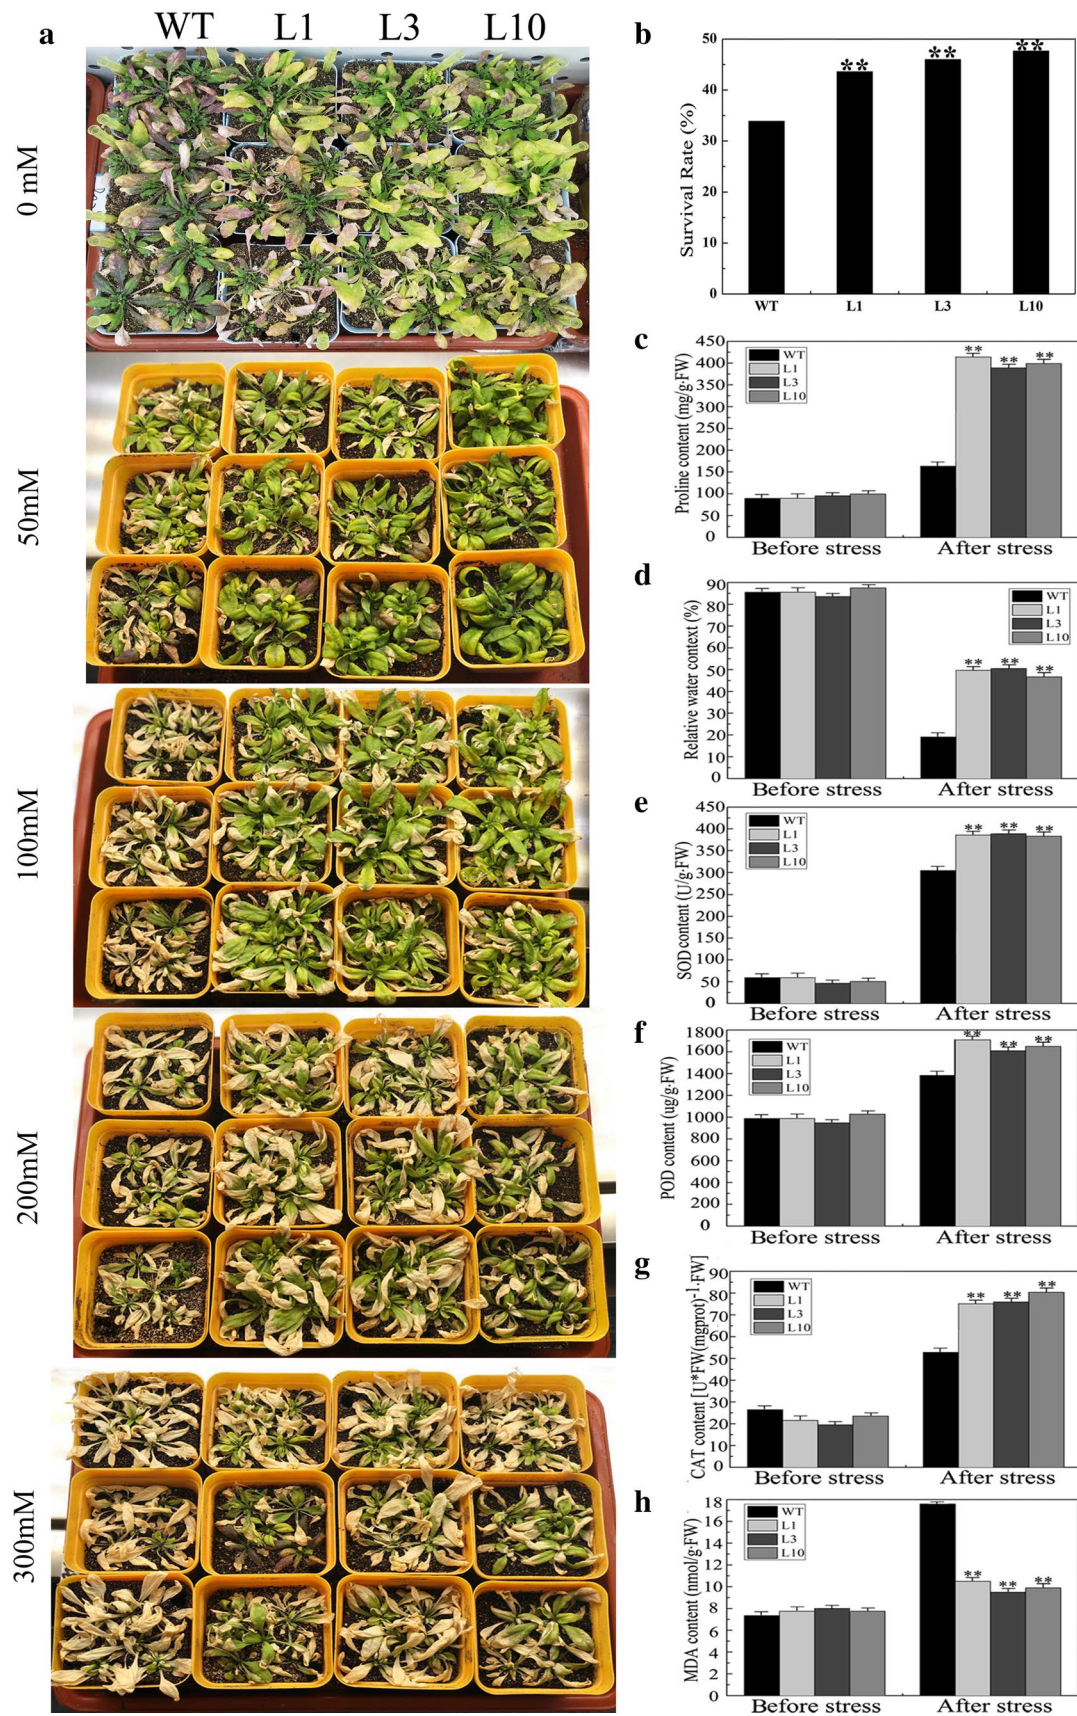 a
WT L1 L3 L10
0 mM
50mM
100mM
200mM
300mM
b
Survival Rate (%)
50
40
30
20
10
0
** ** **
WT L1 L3 L10
c
Proline content (mg/g·FW)
450
400
350
300
250
200
150
100
50
0
WT
L1
L3
L10
** ** **
Before stress After stress
d
Relative water context (%)
90
80
70
60
50
40
30
20
10
0
WT
L1
L3
L10
** ** **
Before stress After stress
e
SOD content (U/g·FW)
450
400
350
300
250
200
150
100
50
0
WT
L1
L3
L10
** ** **
Before stress After stress
f
POD content (ug/g·FW)
1800
1600
1400
1200
1000
800
600
400
200
0
WT
L1
L3
L10
** ** **
Before stress After stress
g
CAT content [U*FW(mgprot)⁻¹·FW]
90
80
70
60
50
40
30
20
10
0
WT
L1
L3
L10
** ** **
Before stress After stress
h
MDA content (nmol/g·FW)
18
16
14
12
10
8
6
4
2
0
WT
L1
L3
L10
** ** **
Before stress After stress